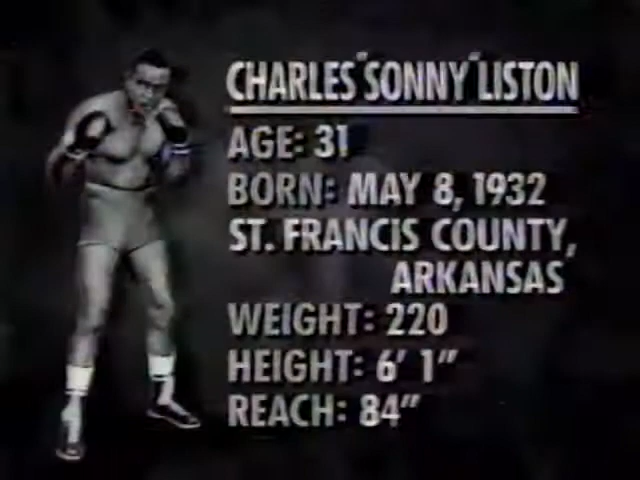 CHARLES "SONNY" LISTON
AGE: 31
BORN: MAY 8, 1932
ST. FRANCIS COUNTY,
ARKANSAS
WEIGHT: 220
HEIGHT: 6' 1"
REACH: 84"